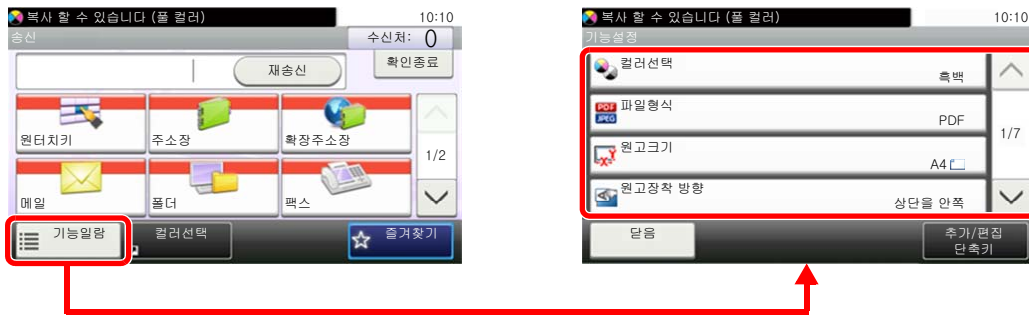 복사 할 수 있습니다 (풀 컬러)
10:10
송신
수신처: 0
재송신
확인종료
원터치키
주소장
확장주소장
1/2
메일
폴더
팩스
기능일람
컬러선택
즐겨찾기
복사 할 수 있습니다 (풀 컬러)
10:10
기능설정
컬러선택
흑백
PDF
JPEG
파일형식
PDF
1/7
원고크기
A4
원고장착 방향
상단을 안쪽
닫음
추가/편집
단축키